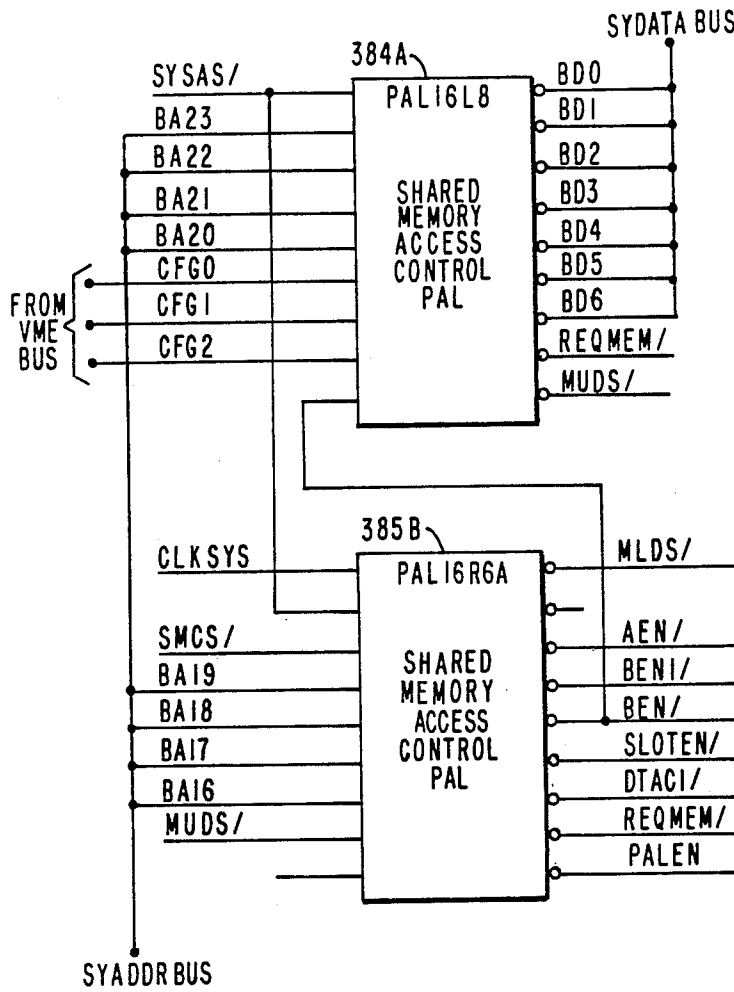 SYDATA BUS
384A
SYSAS/
PAL16L8
BD0
BA23
BD1
BA22
BD2
BA21
SHARED
MEMORY
ACCESS
CONTROL
PAL
BD3
BA20
BD4
CFG0
BD5
FROM
VME
BUS
CFG1
BD6
CFG2
REQMEM/
MUDS/
385B
CLKSYS
PAL16R6A
MLDS/
SMCS/
AEN/
BA19
SHARED
MEMORY
ACCESS
CONTROL
PAL
BEN1/
BA18
BEN/
BA17
SLOTEN/
BA16
DTAC1/
MUDS/
REQMEM/
PALEN
SYADDR BUS